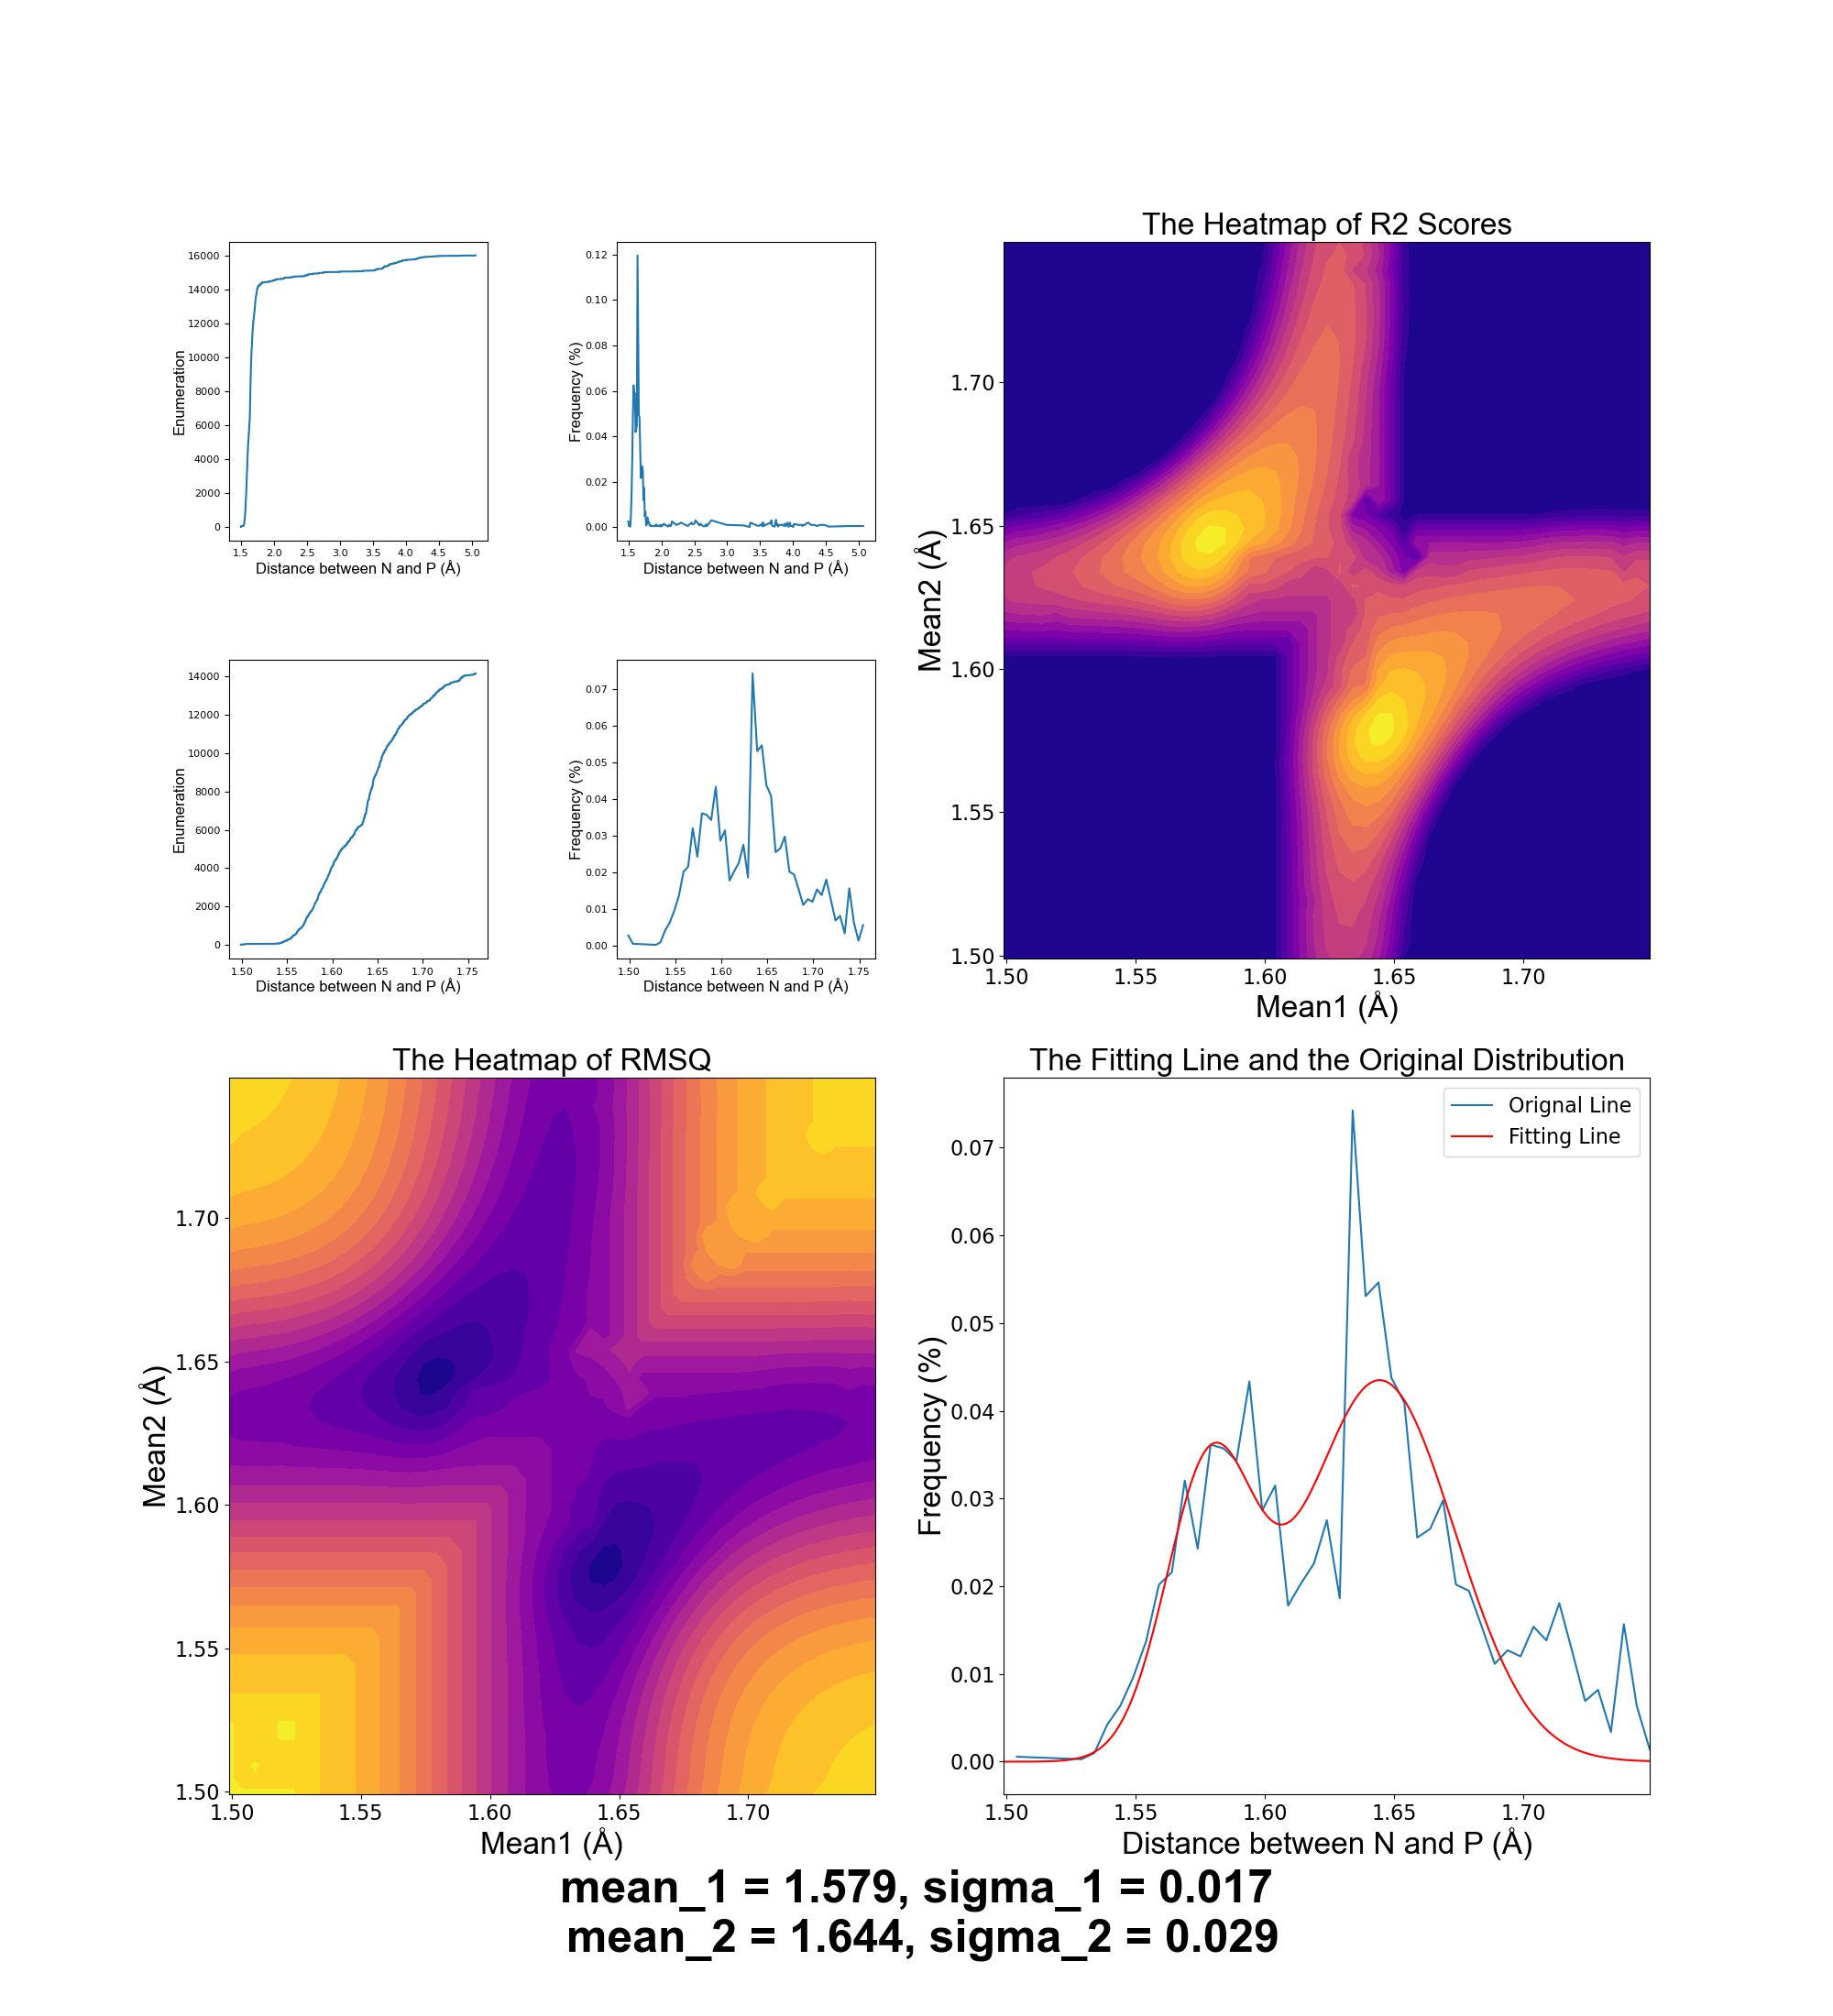 16000
14000
12000
10000
8000
6000
4000
2000
0
Enumeration
1.5 2.0 2.5 3.0 3.5 4.0 4.5 5.0
Distance between N and P (Å)
0.12
0.10
0.08
0.06
0.04
0.02
0.00
Frequency (%)
1.5 2.0 2.5 3.0 3.5 4.0 4.5 5.0
Distance between N and P (Å)
The Heatmap of R2 Scores
1.70
1.65
1.60
1.55
1.50
Mean2 (Å)
1.50 1.55 1.60 1.65 1.70
Mean1 (Å)
14000
12000
10000
8000
6000
4000
2000
0
Enumeration
1.50 1.55 1.60 1.65 1.70 1.75
Distance between N and P (Å)
0.07
0.06
0.05
0.04
0.03
0.02
0.01
0.00
Frequency (%)
1.50 1.55 1.60 1.65 1.70 1.75
Distance between N and P (Å)
The Heatmap of RMSQ
1.70
1.65
1.60
1.55
1.50
Mean2 (Å)
1.50 1.55 1.60 1.65 1.70
Mean1 (Å)
The Fitting Line and the Original Distribution
Orignal Line
Fitting Line
0.07
0.06
0.05
0.04
0.03
0.02
0.01
0.00
Frequency (%)
1.50 1.55 1.60 1.65 1.70
Distance between N and P (Å)
mean_1 = 1.579, sigma_1 = 0.017
mean_2 = 1.644, sigma_2 = 0.029